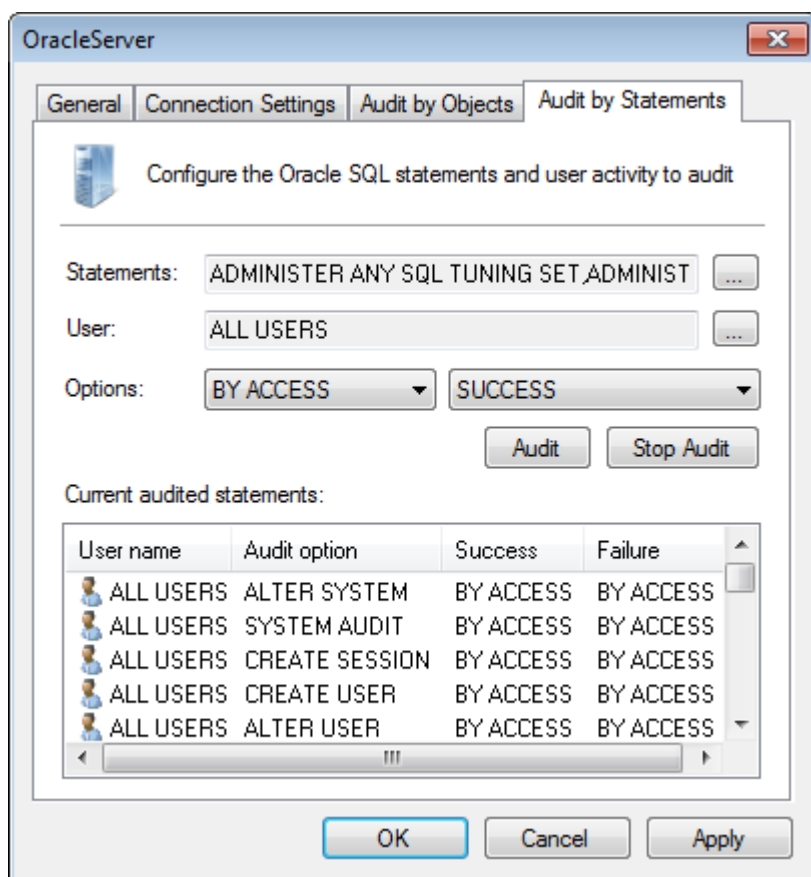 OracleServer
General Connection Settings Audit by Objects Audit by Statements
Configure the Oracle SQL statements and user activity to audit
Statements: ADMINISTER ANY SQL TUNING SET,ADMINIST ...
User: ALL USERS ...
Options: BY ACCESS SUCCESS
Audit Stop Audit
Current audited statements:
User name Audit option Success Failure
ALL USERS ALTER SYSTEM BY ACCESS BY ACCESS
ALL USERS SYSTEM AUDIT BY ACCESS BY ACCESS
ALL USERS CREATE SESSION BY ACCESS BY ACCESS
ALL USERS CREATE USER BY ACCESS BY ACCESS
ALL USERS ALTER USER BY ACCESS BY ACCESS
OK Cancel Apply